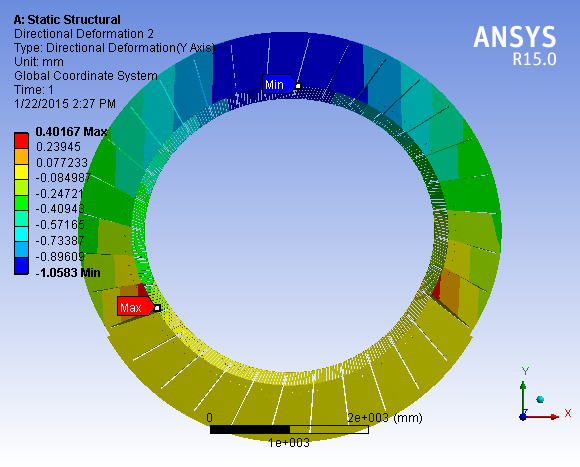 A: Static Structural
Directional Deformation 2
Type: Directional Deformation(Y Axis)
Unit: mm
Global Coordinate System
Time: 1
1/22/2015 2:27 PM
ANSYS
R15.0
0.40167 Max
0.23945
0.077233
-0.084987
-0.24721
-0.40943
-0.57165
-0.73387
-0.89609
-1.0583 Min
Min
Max
0
2e+003 (mm)
1e+003
Y
Z
X